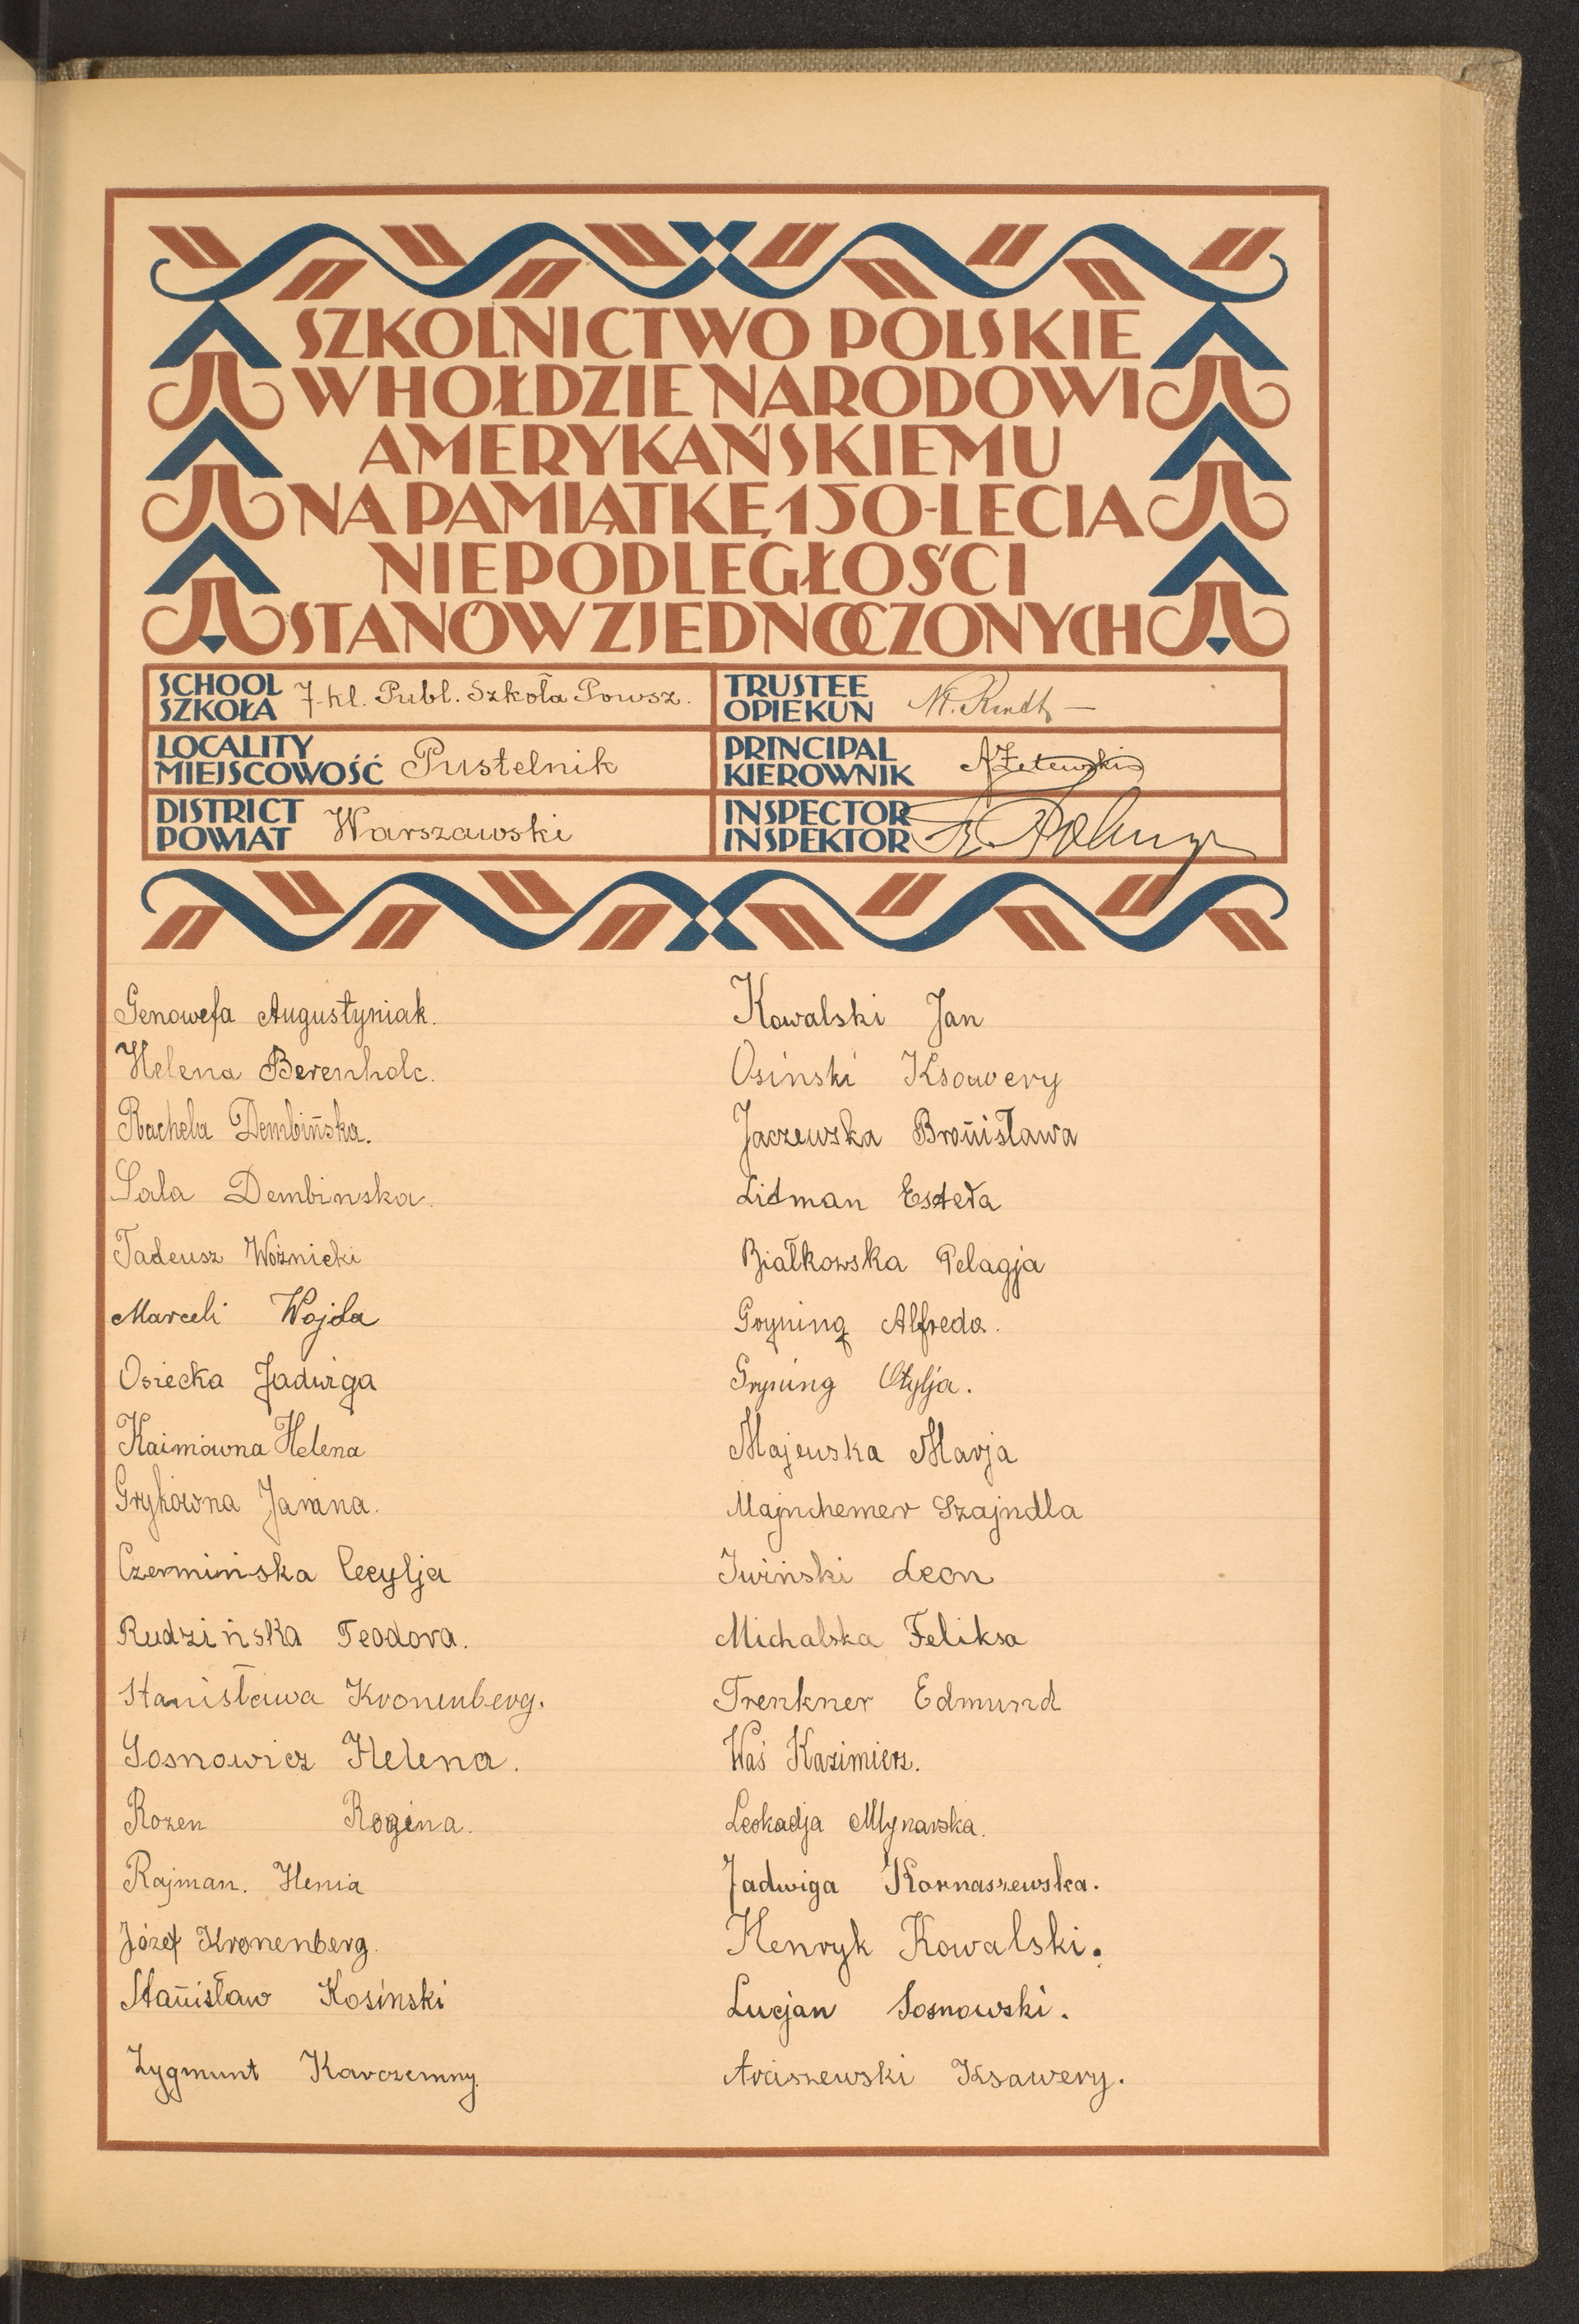 SZKOLNICTWO POLSKIE
W HOŁDZIE NARODOWI
AMERYKAŃSKIEMU
NA PAMIĄTKĘ 150-LECIA
NIEPODLEGŁOŚCI
STANÓW ZJEDNOCZONYCH
SCHOOL
SZKOŁA
7-kl. Publ. Szkoła Powsz.
TRUSTEE
OPIEKUN
LOCALITY
MIEJSCOWOŚĆ
Pustelnik
PRINCIPAL
KIEROWNIK
DISTRICT
POWIAT
Warszawski
INSPECTOR
INSPEKTOR
Genowefa Augustyniak.
Helena Berenholc.
Rachela Dembińska.
Sala Dembinska.
Tadeusz Woźnicki
Marceli Wojda
Osiecka Jadwiga
Kaimówna Helena
Grykówna Janina.
Czermińska Cecylja
Rudzińska Teodora.
Stanisława Kronenberg.
Sosnowicz Helena.
Rozen Regina.
Rajman. Henia
Józef Kronenberg.
Stanisław Kosinski
Zygmunt Karczemny.
Kowalski Jan
Osinski Ksawery
Jaczewska Bronisława
Lidman Estera
Białkowska Pelagja
Gryning Alfreda.
Gryning Otylja.
Majewska Marja
Majnchemer Szajndla
Iwiński Leon
Michalska Feliksa
Trenkner Edmund
Waś Kazimierz.
Leokadja Młynarska.
Jadwiga Kornaszewska.
Henryk Kowalski.
Lucjan Sosnowski.
Arciszewski Ksawery.